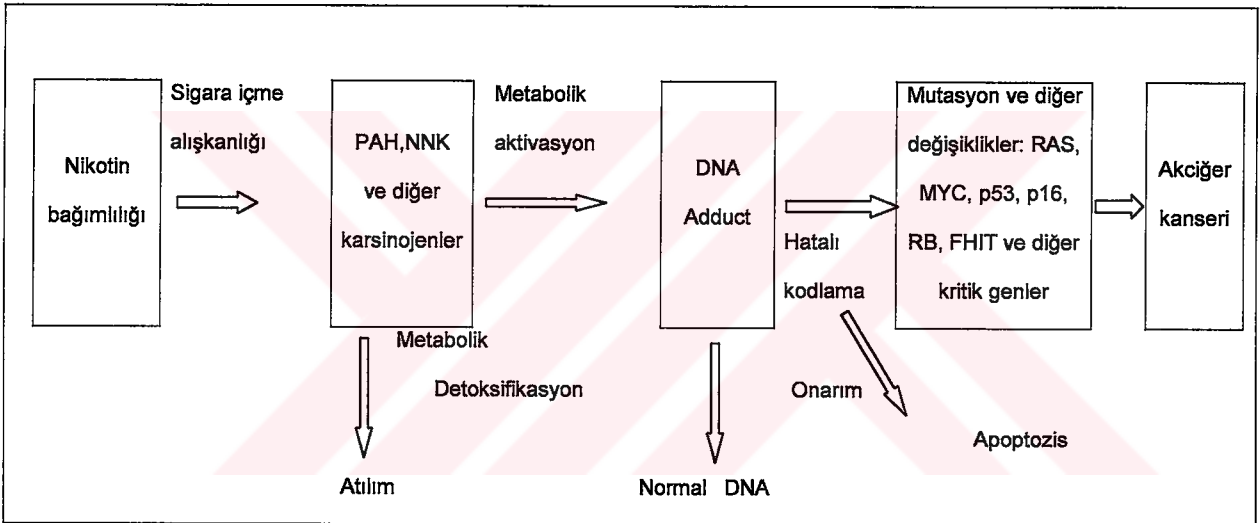 Nikotin
bağımlılığı
Sigara içme
alışkanlığı
PAH,NNK
ve diğer
karsinojenler
Metabolik
aktivasyon
DNA
Adduct
Hatalı
kodlama
Mutasyon ve diğer
değişiklikler: RAS,
MYC, p53, p16,
RB, FHIT ve diğer
kritik genler
Akciğer
kanseri
Metabolik
Detoksifikasyon
Onarım
Apoptozis
Atılım
Normal DNA